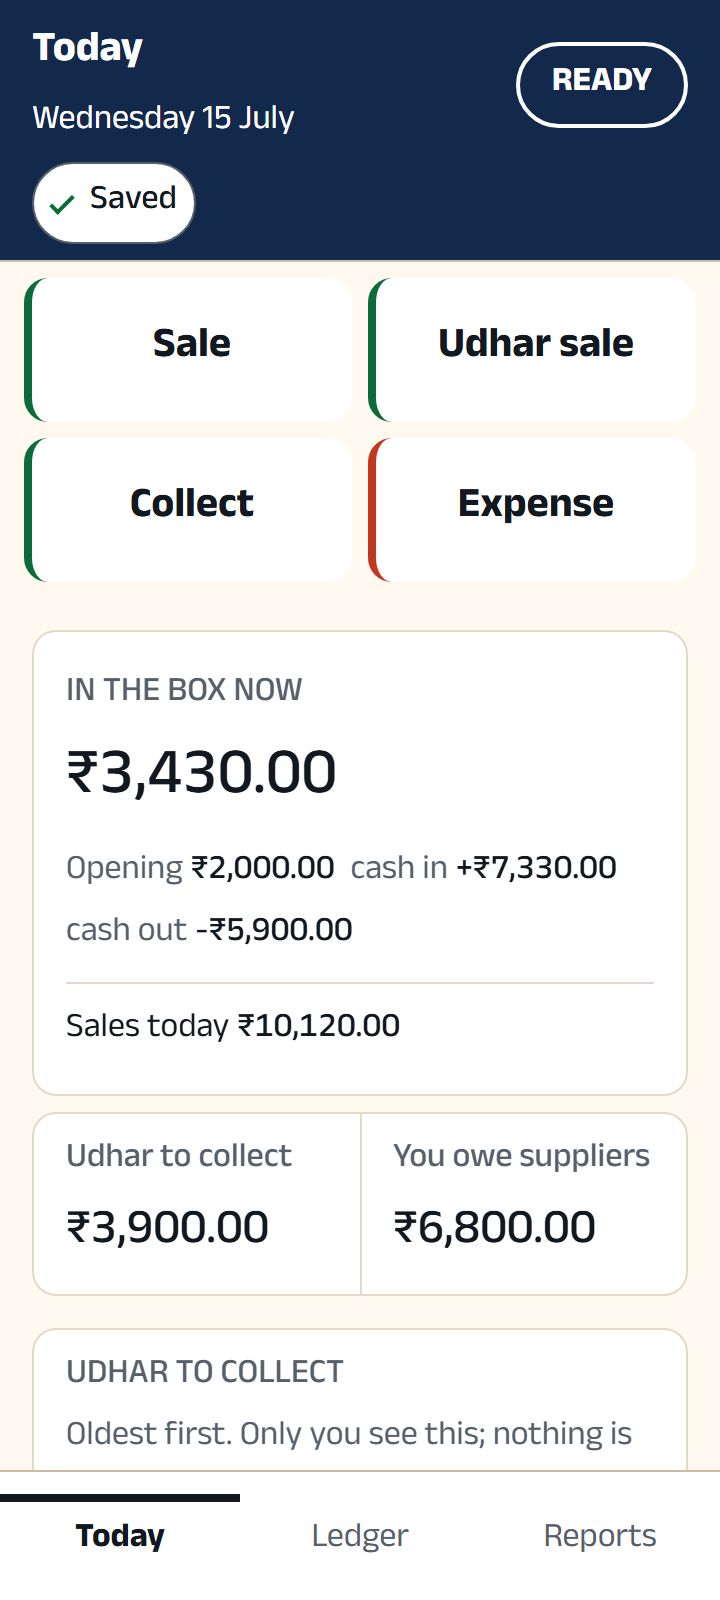 Today
READY
Wednesday 15 July
Saved
Sale
Udhar sale
Collect
Expense
IN THE BOX NOW
₹3,430.00
Opening ₹2,000.00 cash in +₹7,330.00
cash out -₹5,900.00
Sales today ₹10,120.00
Udhar to collect
₹3,900.00
You owe suppliers
₹6,800.00
UDHAR TO COLLECT
Oldest first. Only you see this; nothing is
Today
Ledger
Reports